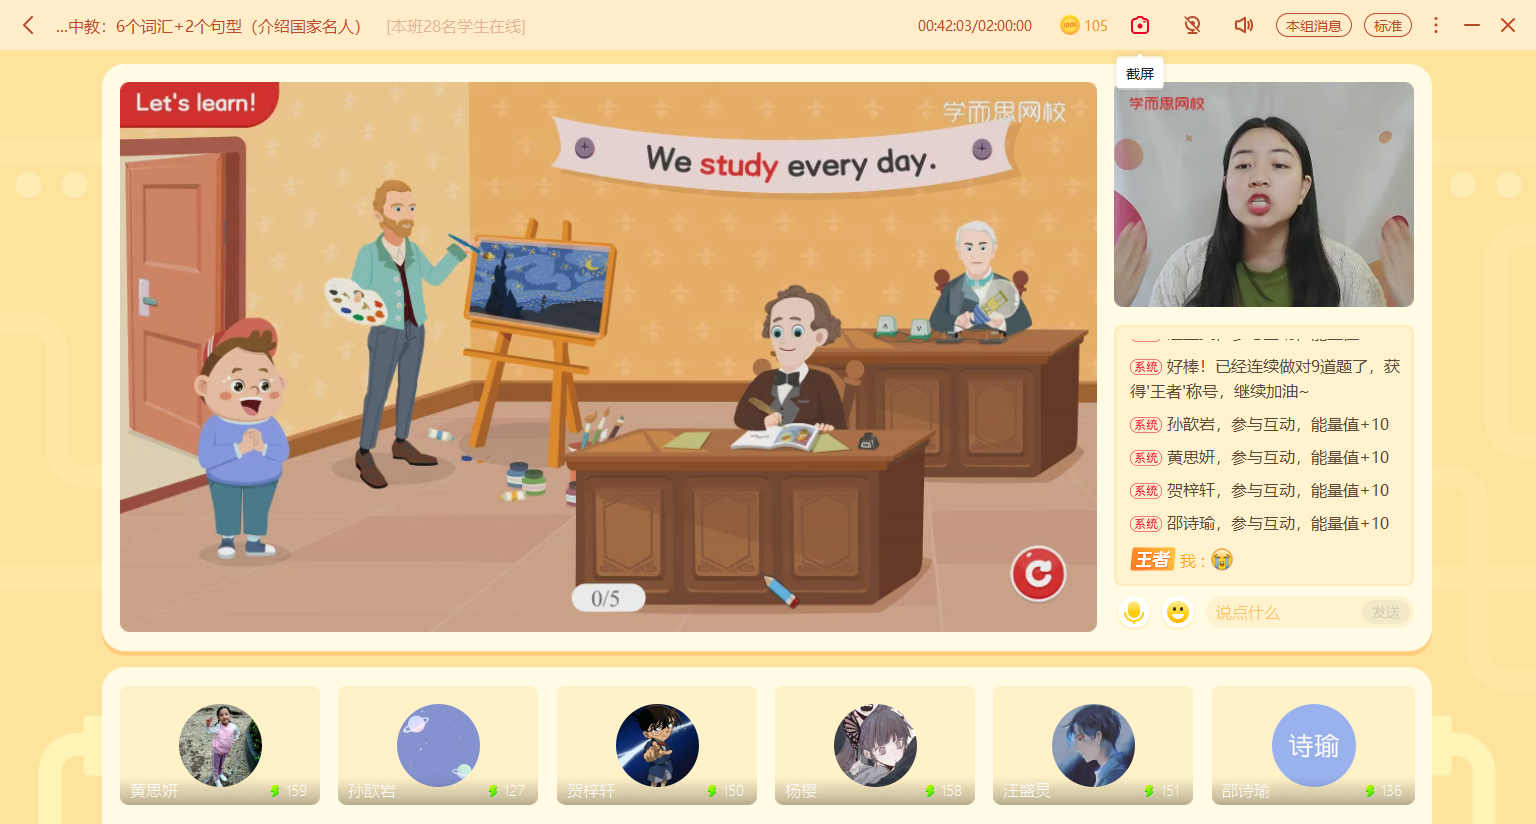 ...中教：6个词汇+2个句型（介绍国家名人）
[本班28名学生在线]
00:42:03/02:00:00
105
本组消息
标准
截屏
Let's learn!
学而思网校
We study every day.
A
V
0/5
学而思网校
系统 好棒！已经连续做对9道题了，获
得'王者'称号，继续加油~
系统 孙歆岩，参与互动，能量值+10
系统 黄思妍，参与互动，能量值+10
系统 贺梓轩，参与互动，能量值+10
系统 邵诗瑜，参与互动，能量值+10
王者 我：
说点什么
发送
黄思妍 159
孙歆岩 127
贺梓轩 150
杨樱 158
汪盛炅 151
诗瑜
邵诗瑜 136